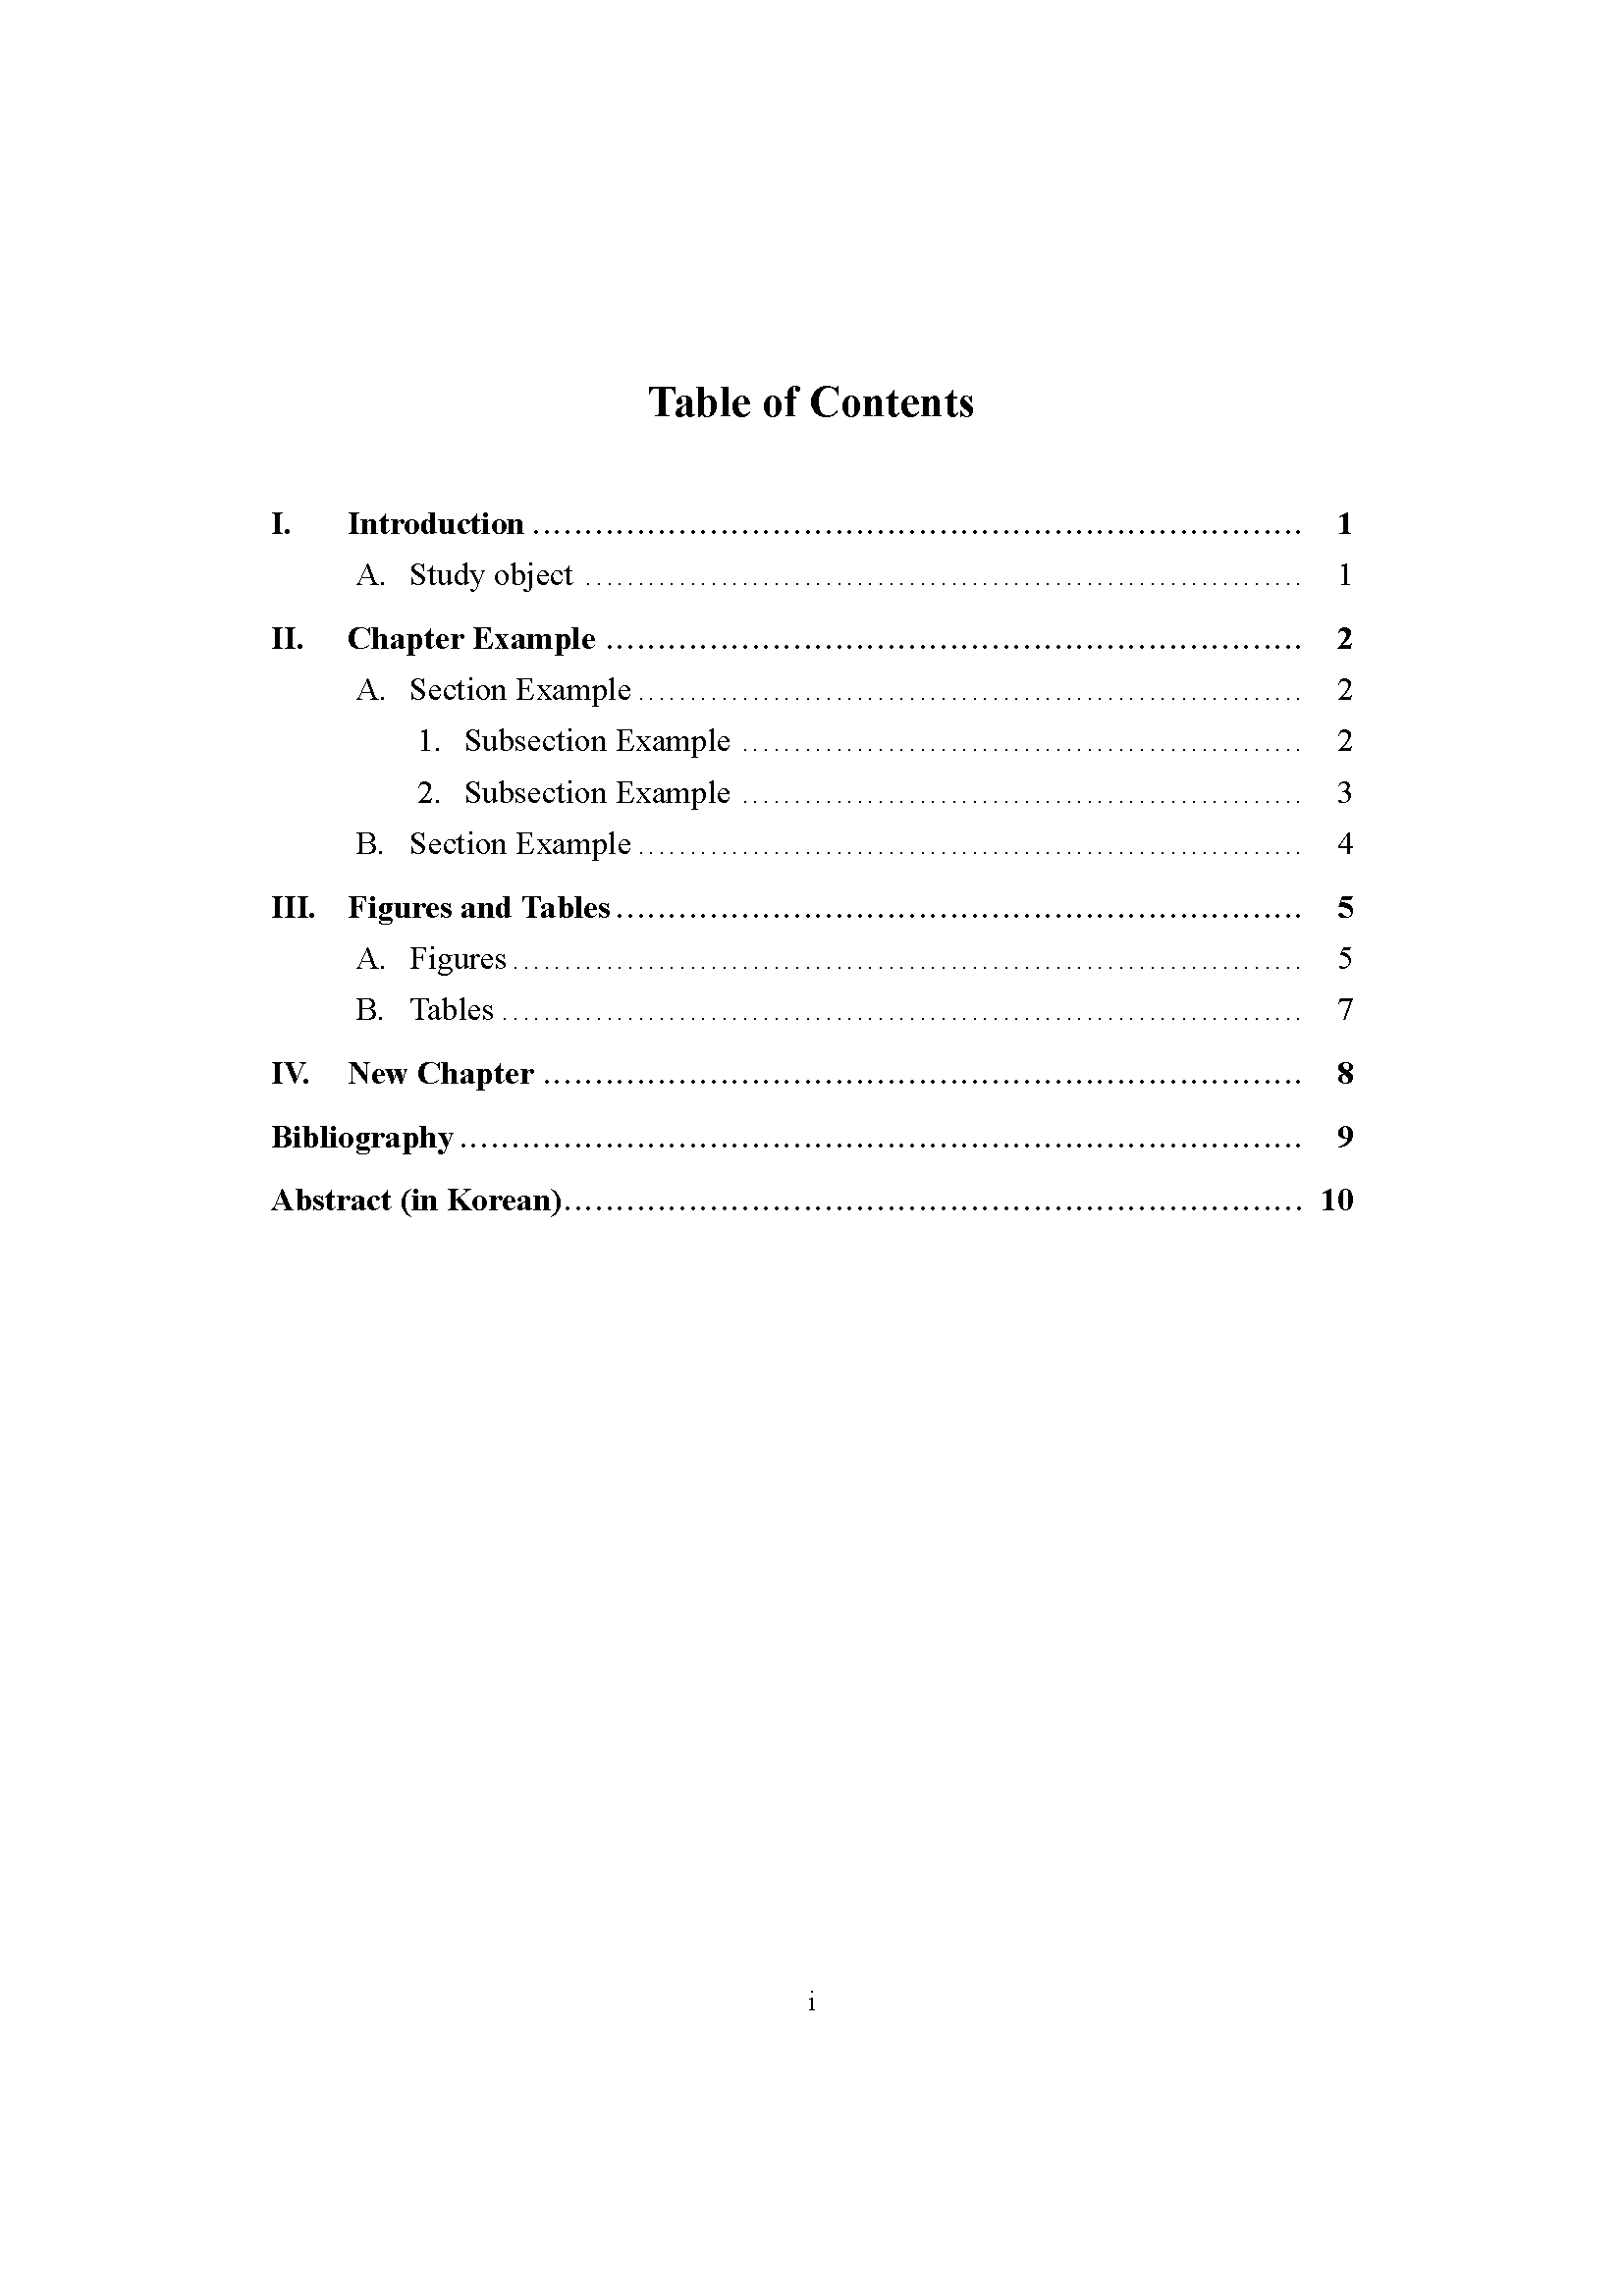 Table of Contents
I. Introduction ........................................................................... 1
A. Study object ...................................................................... 1
II. Chapter Example .................................................................... 2
A. Section Example ................................................................. 2
1. Subsection Example ...................................................... 2
2. Subsection Example ...................................................... 3
B. Section Example ................................................................. 4
III. Figures and Tables ................................................................... 5
A. Figures ............................................................................. 5
B. Tables .............................................................................. 7
IV. New Chapter .......................................................................... 8
Bibliography .................................................................................. 9
Abstract (in Korean) ........................................................................ 10
i